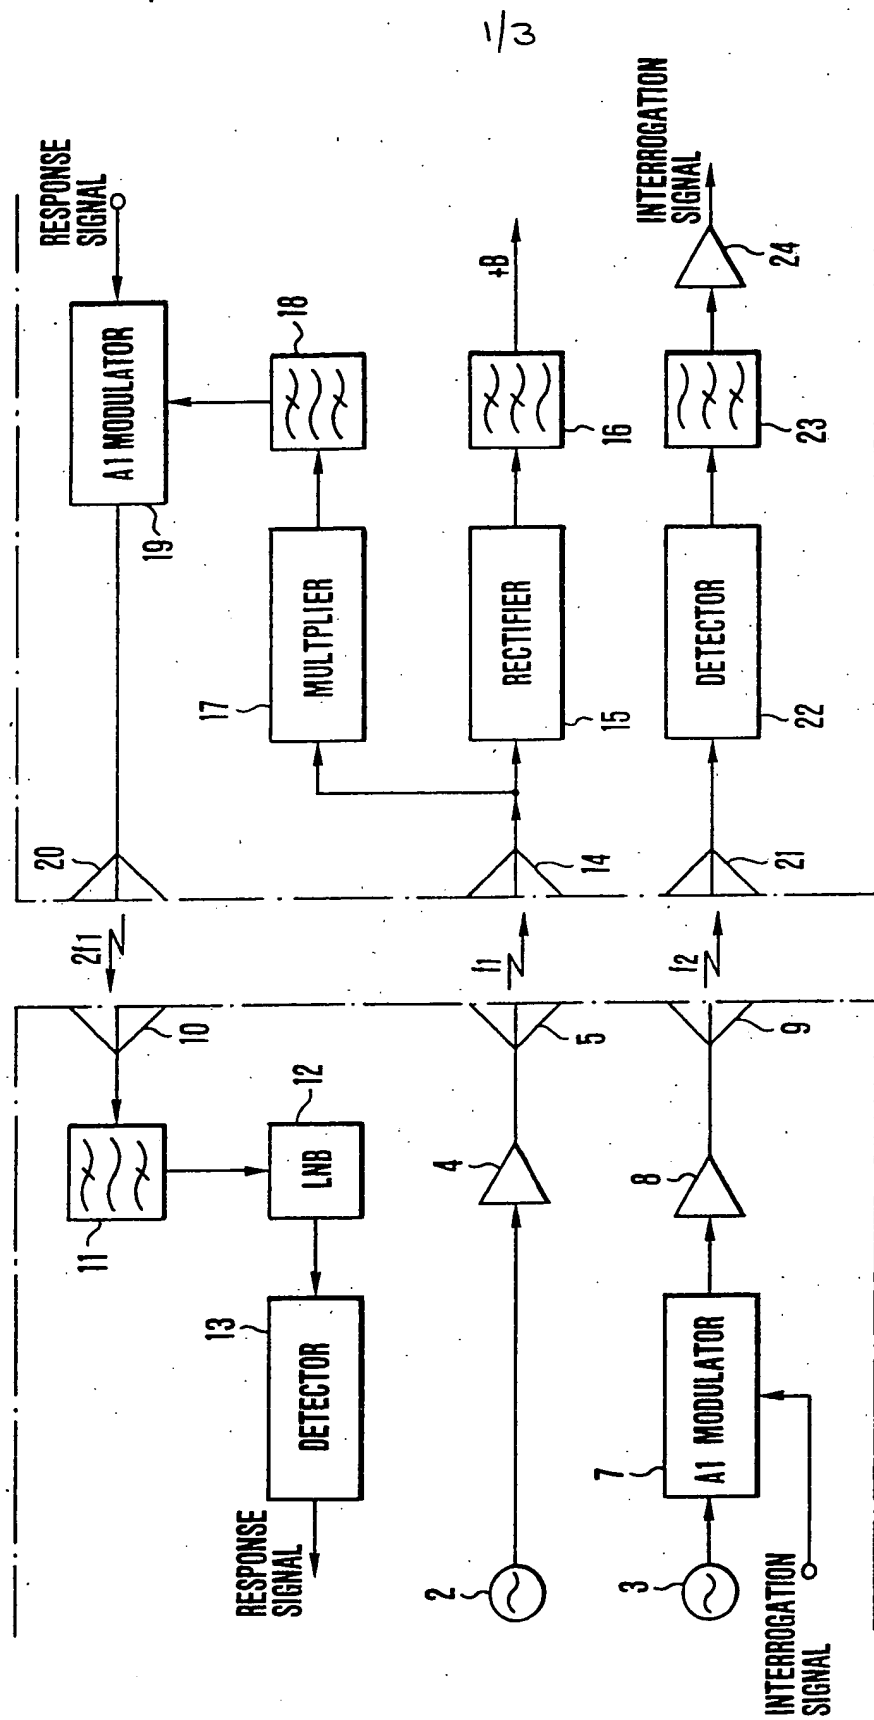 1/3
RESPONSE
SIGNAL
A1 MODULATOR
19
18
MULTPLIER
17
20
2f1
10
11
12
LNB
13
DETECTOR
RESPONSE
SIGNAL
+B
16
RECTIFIER
15
14
f1
5
4
2
INTERROGATION
SIGNAL
24
23
DETECTOR
22
21
f2
9
8
A1 MODULATOR
7
3
INTERROGATION
SIGNAL